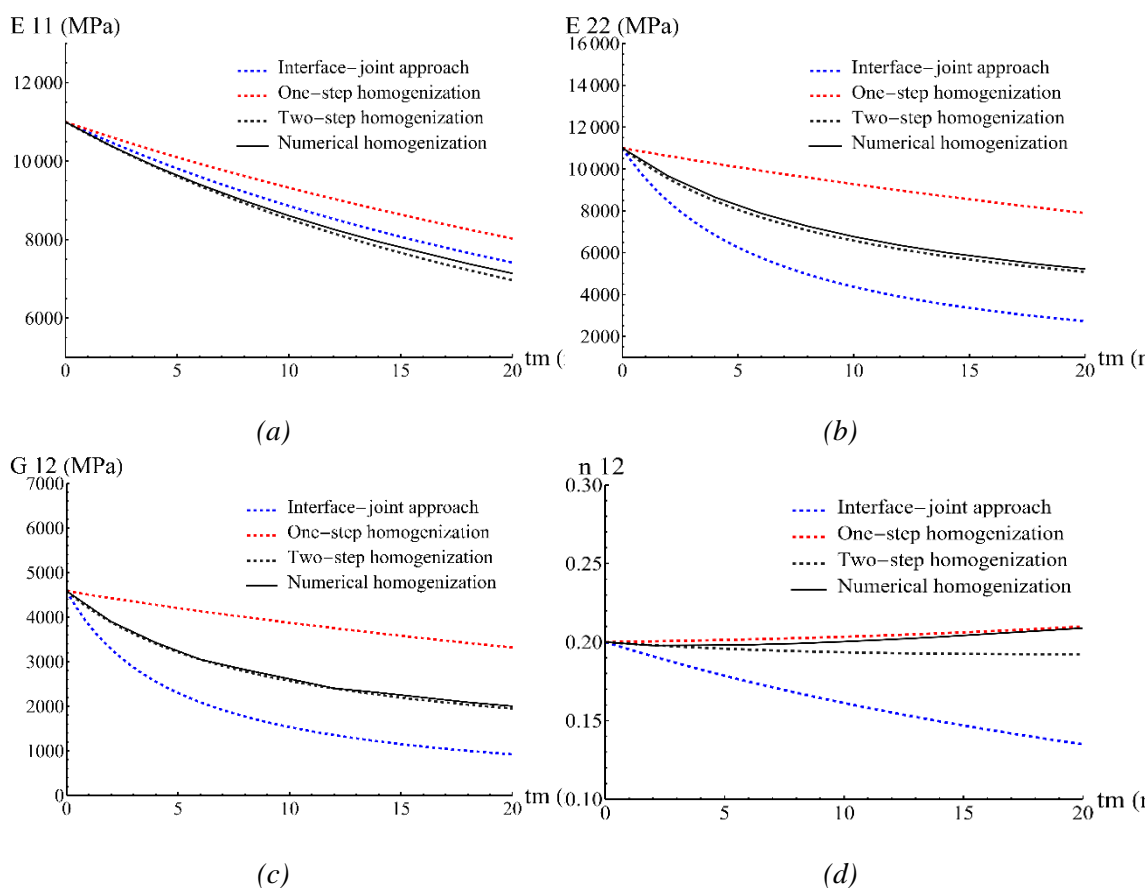 E 11 (MPa)
12 000
10 000
8000
6000
0
5
10
15
20
tm (
Interface−joint approach
One−step homogenization
Two−step homogenization
Numerical homogenization
(a)
E 22 (MPa)
16 000
14 000
12 000
10 000
8000
6000
4000
2000
0
5
10
15
20
tm (r
Interface−joint approach
One−step homogenization
Two−step homogenization
Numerical homogenization
(b)
G 12 (MPa)
7000
6000
5000
4000
3000
2000
1000
0
0
5
10
15
20
tm (r
Interface−joint approach
One−step homogenization
Two−step homogenization
Numerical homogenization
(c)
n 12
0.30
0.25
0.20
0.15
0.10
0
5
10
15
20
tm (r
Interface−joint approach
One−step homogenization
Two−step homogenization
Numerical homogenization
(d)